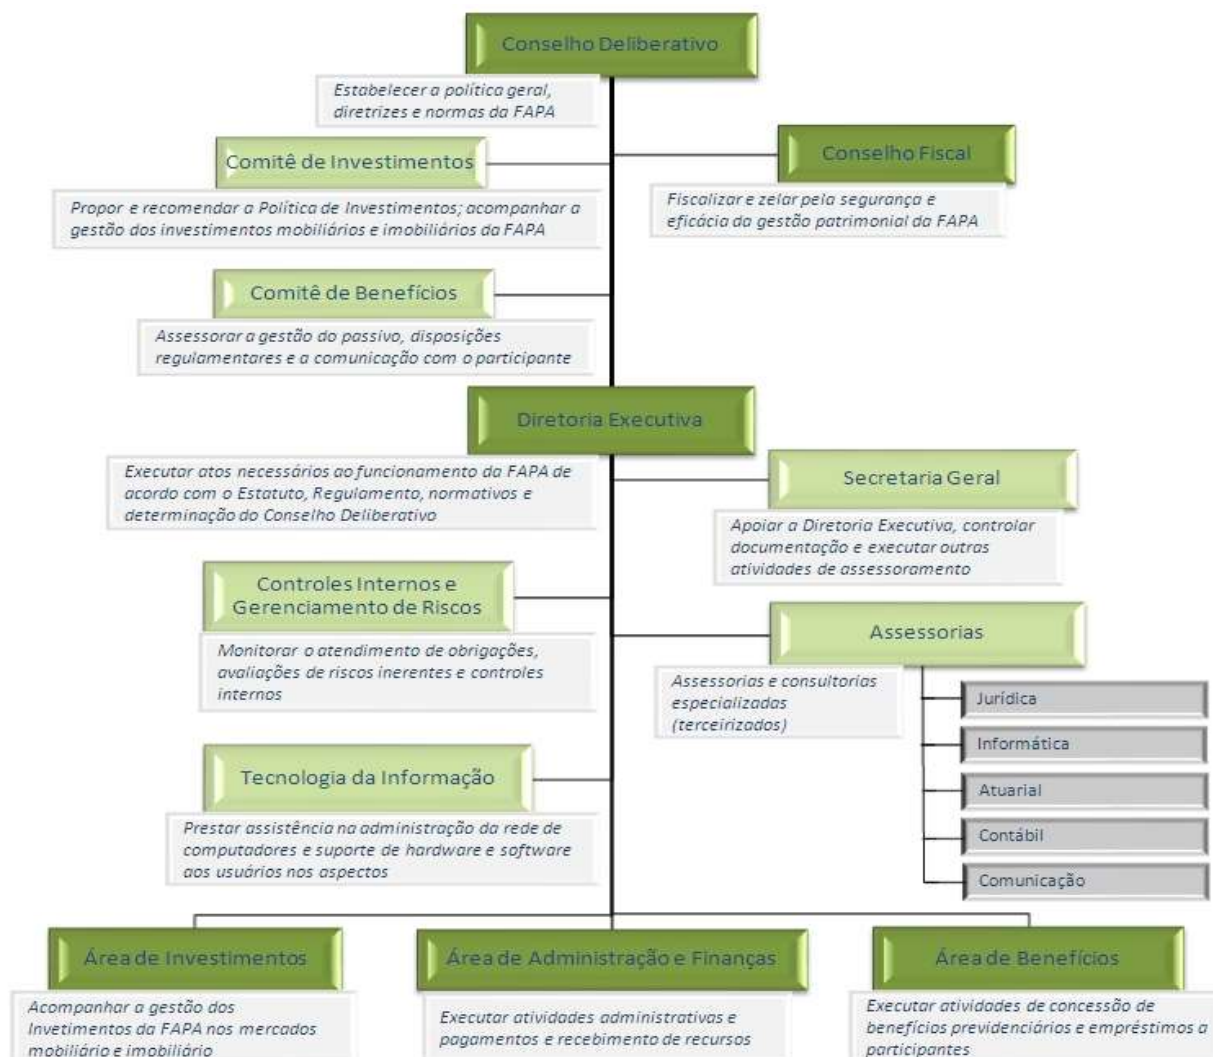 Conselho Deliberativo
Estabelecer a política geral,
diretrizes e normas da FAPA
Comitê de Investimentos
Propor e recomendar a Política de Investimentos; acompanhar a
gestão dos investimentos mobiliários e imobiliários da FAPA
Conselho Fiscal
Fiscalizar e zelar pela segurança e
eficácia da gestão patrimonial da FAPA
Comitê de Benefícios
Assessorar a gestão do passivo, disposições
regulamentares e a comunicação com o participante
Diretoria Executiva
Executar atos necessários ao funcionamento da FAPA de
acordo com o Estatuto, Regulamento, normativos e
determinação do Conselho Deliberativo
Secretaria Geral
Apoiar a Diretoria Executiva, controlar
documentação e executar outras
atividades de assessoramento
Controles Internos e
Gerenciamento de Riscos
Monitorar o atendimento de obrigações,
avaliações de riscos inerentes e controles
internos
Assessorias
Assessorias e consultorias
especializadas
(terceirizados)
Jurídica
Informática
Atuarial
Contábil
Comunicação
Tecnologia da Informação
Prestar assistência na administração da rede de
computadores e suporte de hardware e software
aos usuários nos aspectos
Área de Investimentos
Acompanhar a gestão dos
Invetimentos da FAPA nos mercados
mobiliário e imobiliário
Área de Administração e Finanças
Executar atividades administrativas e
pagamentos e recebimento de recursos
Área de Benefícios
Executar atividades de concessão de
benefícios previdenciários e empréstimos a
participantes